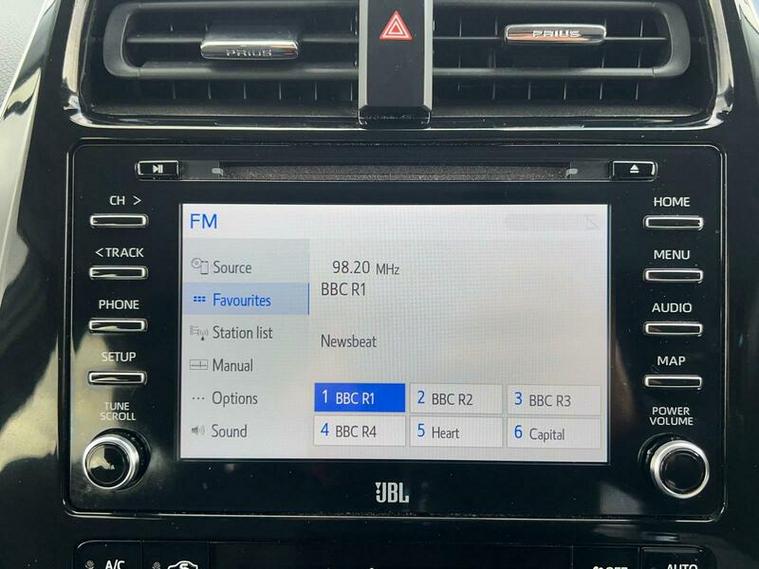 PRIUS
PRIUS
CH >
< TRACK
PHONE
SETUP
TUNE
SCROLL
FM
Source
Favourites
Station list
Manual
Options
Sound
98.20 MHz
BBC R1
Newsbeat
1 BBC R1
2 BBC R2
3 BBC R3
4 BBC R4
5 Heart
6 Capital
HOME
MENU
AUDIO
MAP
POWER
VOLUME
JBL
A/C
OFF
AUTO